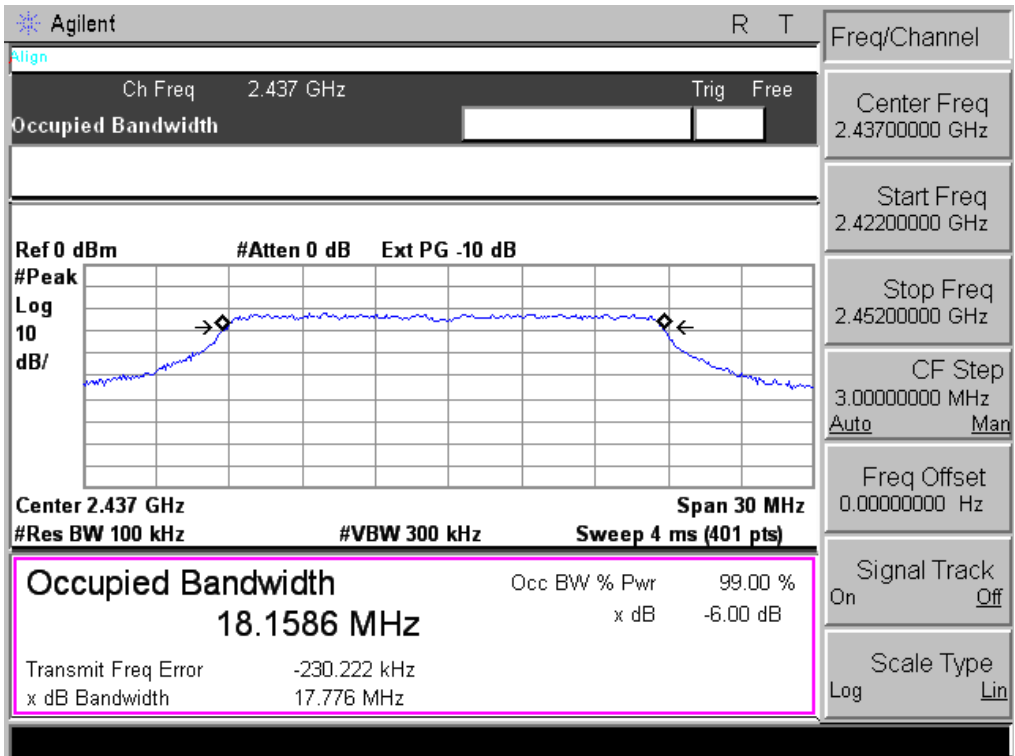 Agilent R T
Align
Ch Freq 2.437 GHz Trig Free
Occupied Bandwidth
Ref 0 dBm #Atten 0 dB Ext PG -10 dB
#Peak
Log
10
dB/
Center 2.437 GHz Span 30 MHz
#Res BW 100 kHz #VBW 300 kHz Sweep 4 ms (401 pts)
Occupied Bandwidth
18.1586 MHz
Occ BW % Pwr 99.00 %
x dB -6.00 dB
Transmit Freq Error -230.222 kHz
x dB Bandwidth 17.776 MHz
Freq/Channel
Center Freq
2.43700000 GHz
Start Freq
2.42200000 GHz
Stop Freq
2.45200000 GHz
CF Step
3.00000000 MHz
Auto Man
Freq Offset
0.00000000 Hz
Signal Track
On Off
Scale Type
Log Lin